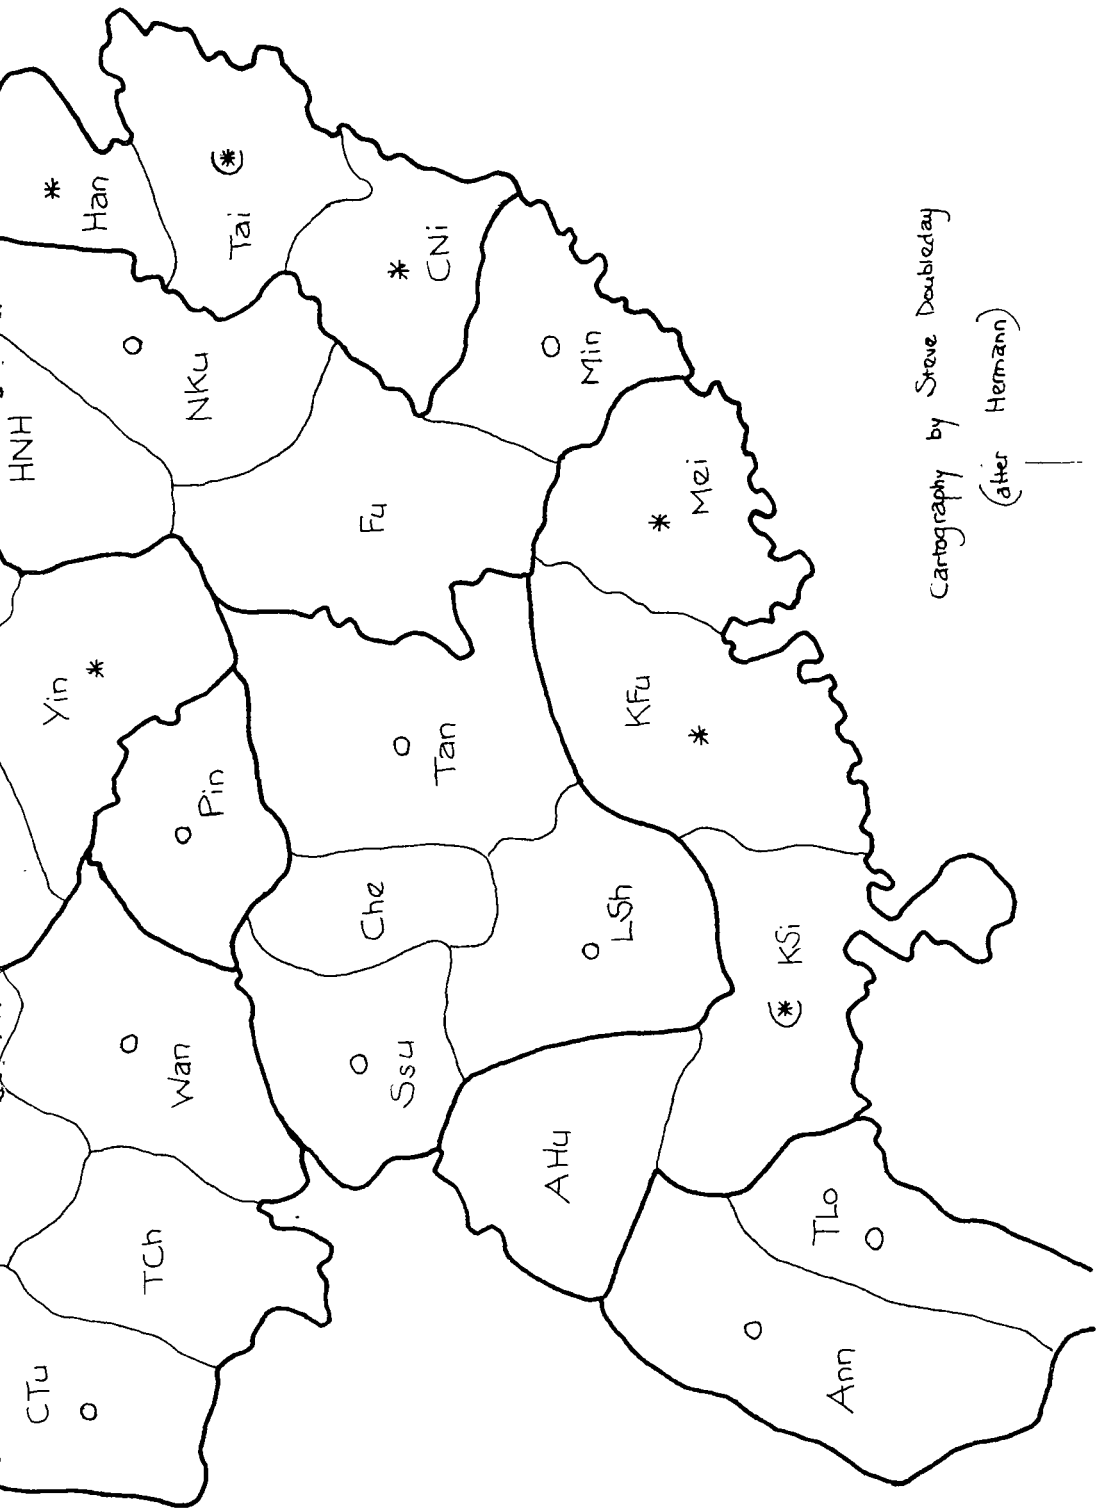 Han
Tai
CNi
HNH
NKu
Min
Fu
Mei
Yin
Pin
Tan
KFu
Che
LSh
KSi
Wan
Ssu
AHu
TCh
TLo
CTu
Ann
Cartography by Steve Doubleday
(after Hermann)